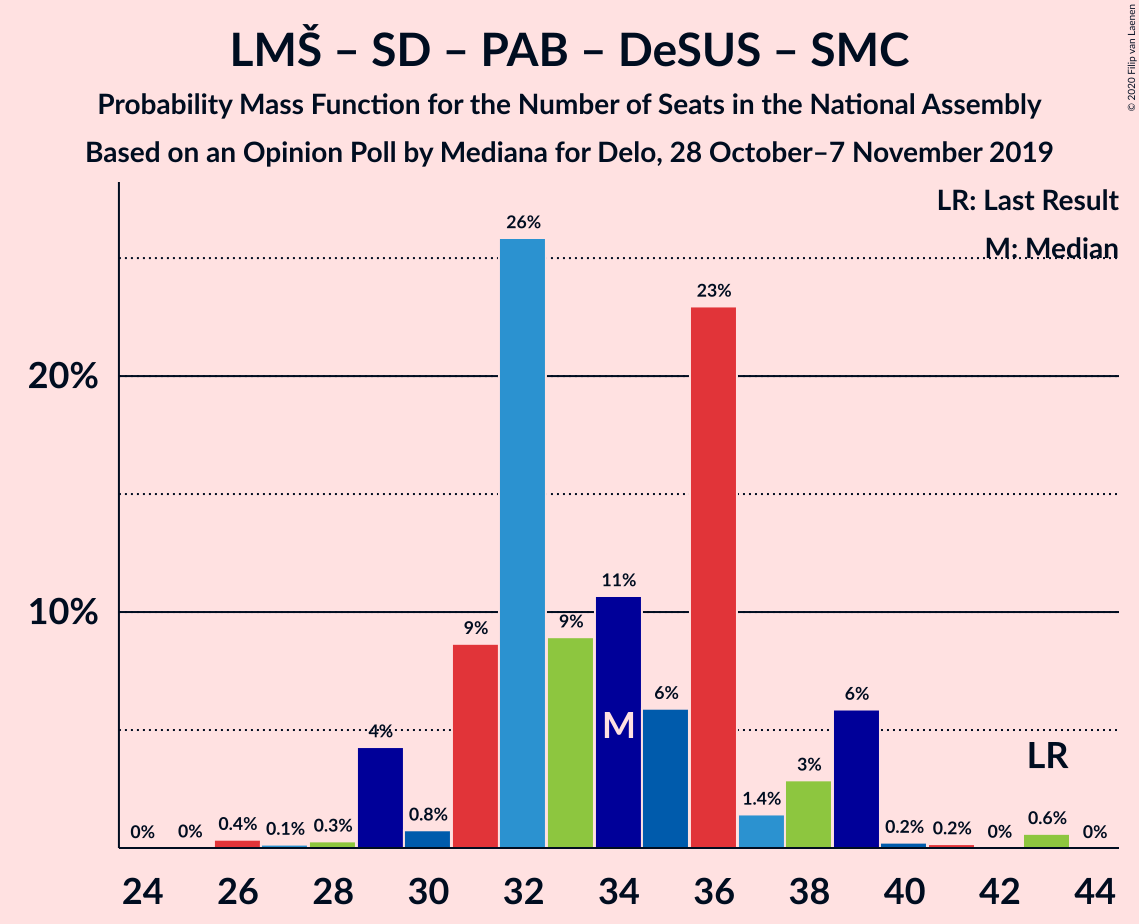 LMŠ – SD – PAB – DeSUS – SMC
Probability Mass Function for the Number of Seats in the National Assembly
Based on an Opinion Poll by Mediana for Delo, 28 October–7 November 2019
© 2020 Filip van Laenen
LR: Last Result
M: Median
20%
10%
0%
0%
0.4%
0.1%
0.3%
4%
0.8%
9%
26%
9%
11%
6%
23%
1.4%
3%
6%
0.2%
0.2%
0%
0.6%
0%
M
LR
24 26 28 30 32 34 36 38 40 42 44